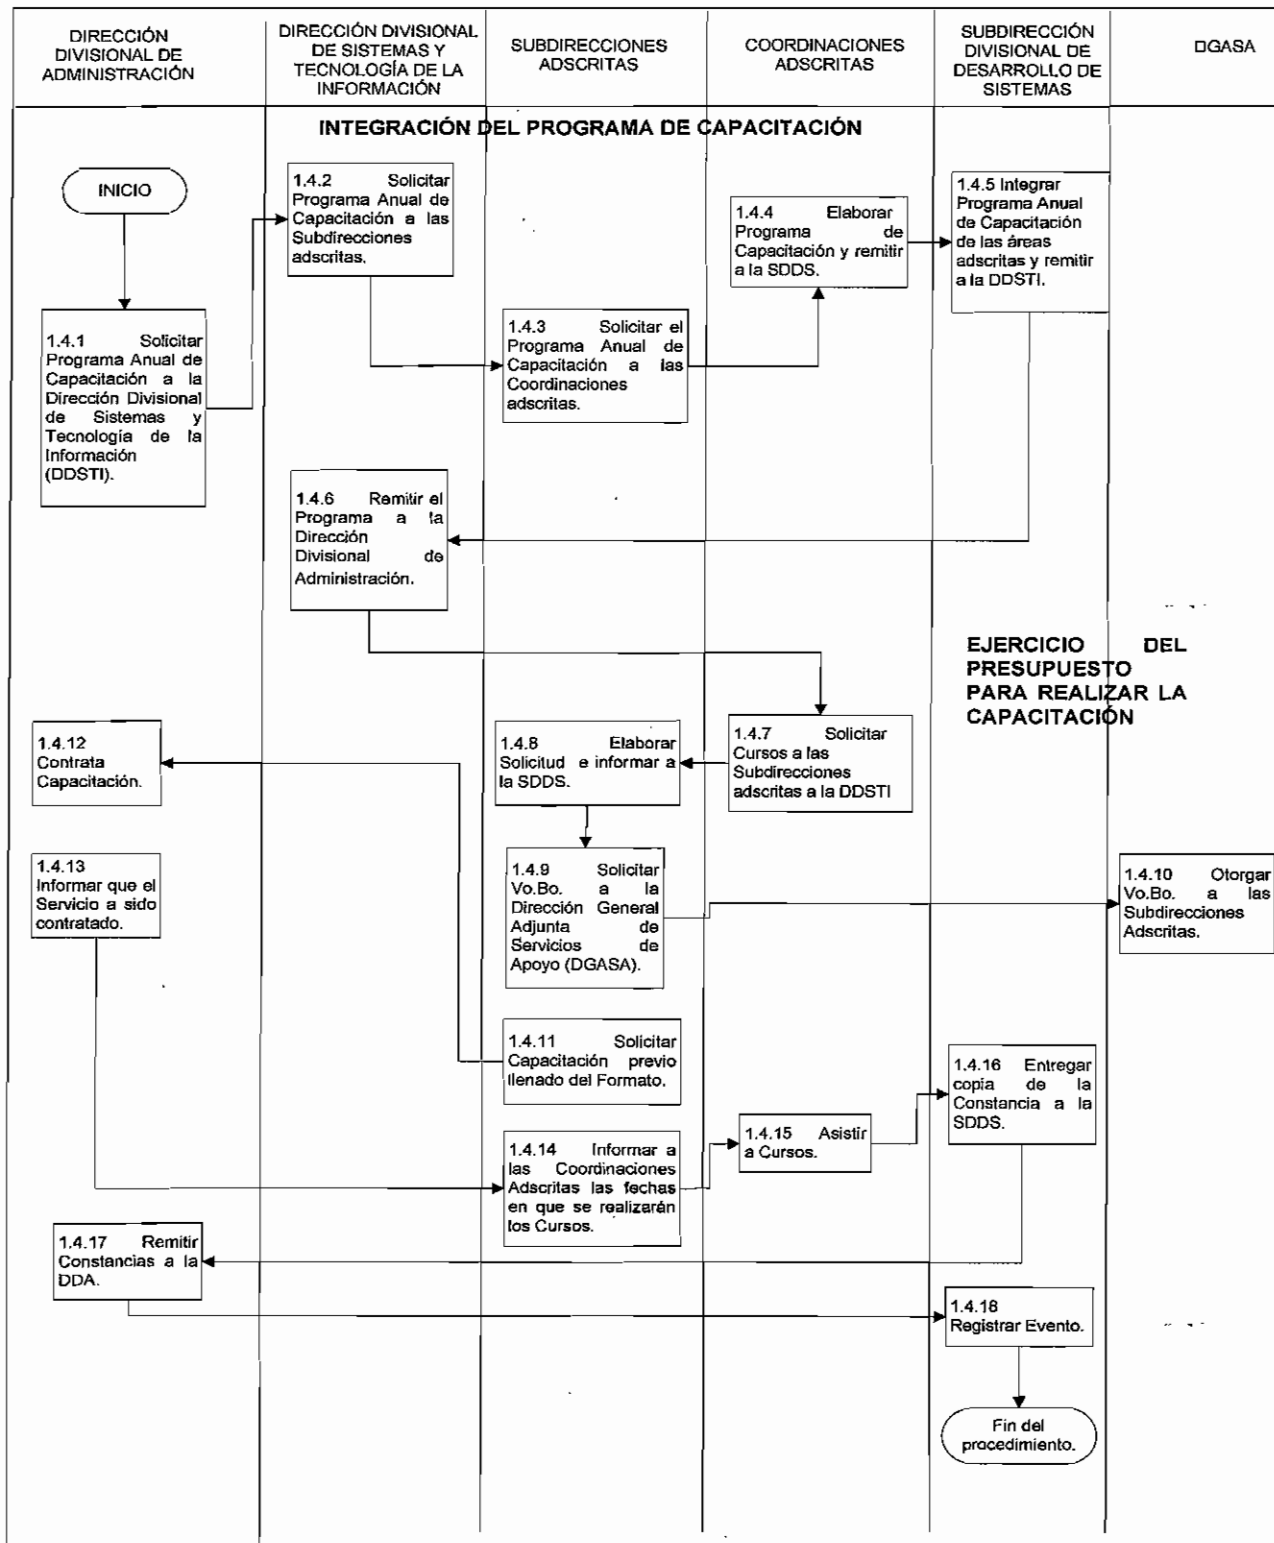 DIRECCIÓN
DIVISIONAL DE
ADMINISTRACIÓN
DIRECCIÓN DIVISIONAL
DE SISTEMAS Y
TECNOLOGÍA DE LA
INFORMACIÓN
SUBDIRECCIONES
ADSCRITAS
COORDINACIONES
ADSCRITAS
SUBDIRECCIÓN
DIVISIONAL DE
DESARROLLO DE
SISTEMAS
DGASA
INTEGRACIÓN DEL PROGRAMA DE CAPACITACIÓN
INICIO
1.4.1 Solicitar
Programa Anual de
Capacitación a la
Dirección Divisional
de Sistemas y
Tecnología de la
Información
(DDSTI).
1.4.2 Solicitar
Programa Anual de
Capacitación a las
Subdirecciones
adscritas.
1.4.3 Solicitar el
Programa Anual de
Capacitación a las
Coordinaciones
adscritas.
1.4.4 Elaborar
Programa de
Capacitación y remitir
a la SDDS.
1.4.5 Integrar
Programa Anual
de Capacitación
de las áreas
adscritas y remitir
a la DDSTI.
1.4.6 Remitir el
Programa a la
Dirección
Divisional de
Administración.
EJERCICIO DEL
PRESUPUESTO
PARA REALIZAR LA
CAPACITACIÓN
1.4.7 Solicitar
Cursos a las
Subdirecciones
adscritas a la DDSTI
1.4.8 Elaborar
Solicitud e informar a
la SDDS.
1.4.9 Solicitar
Vo.Bo. a la
Dirección General
Adjunta de
Servicios de
Apoyo (DGASA).
1.4.10 Otorgar
Vo.Bo. a las
Subdirecciones
Adscritas.
1.4.11 Solicitar
Capacitación previo
llenado del Formato.
1.4.12
Contrata
Capacitación.
1.4.13
Informar que el
Servicio a sido
contratado.
1.4.14 Informar a
las Coordinaciones
Adscritas las fechas
en que se realizarán
los Cursos.
1.4.15 Asistir
a Cursos.
1.4.16 Entregar
copia de la
Constancia a la
SDDS.
1.4.17 Remitir
Constancias a la
DDA.
1.4.18
Registrar Evento.
Fin del
procedimiento.